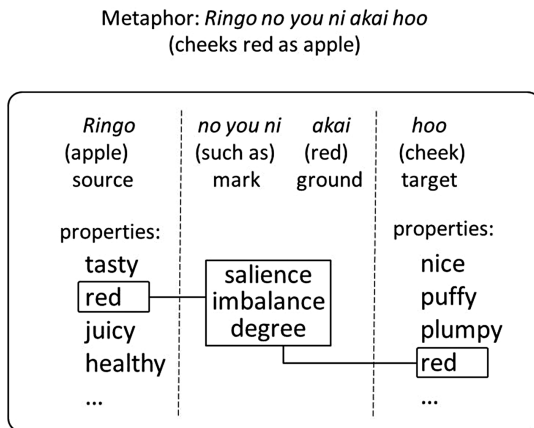 Metaphor: Ringo no you ni akai hoo
(cheeks red as apple)
Ringo no you ni akai hoo
(apple) (such as) (red) (cheek)
source mark ground target
properties:
tasty
red
juicy
healthy
...
salience
imbalance
degree
properties:
nice
puffy
plumpy
red
...